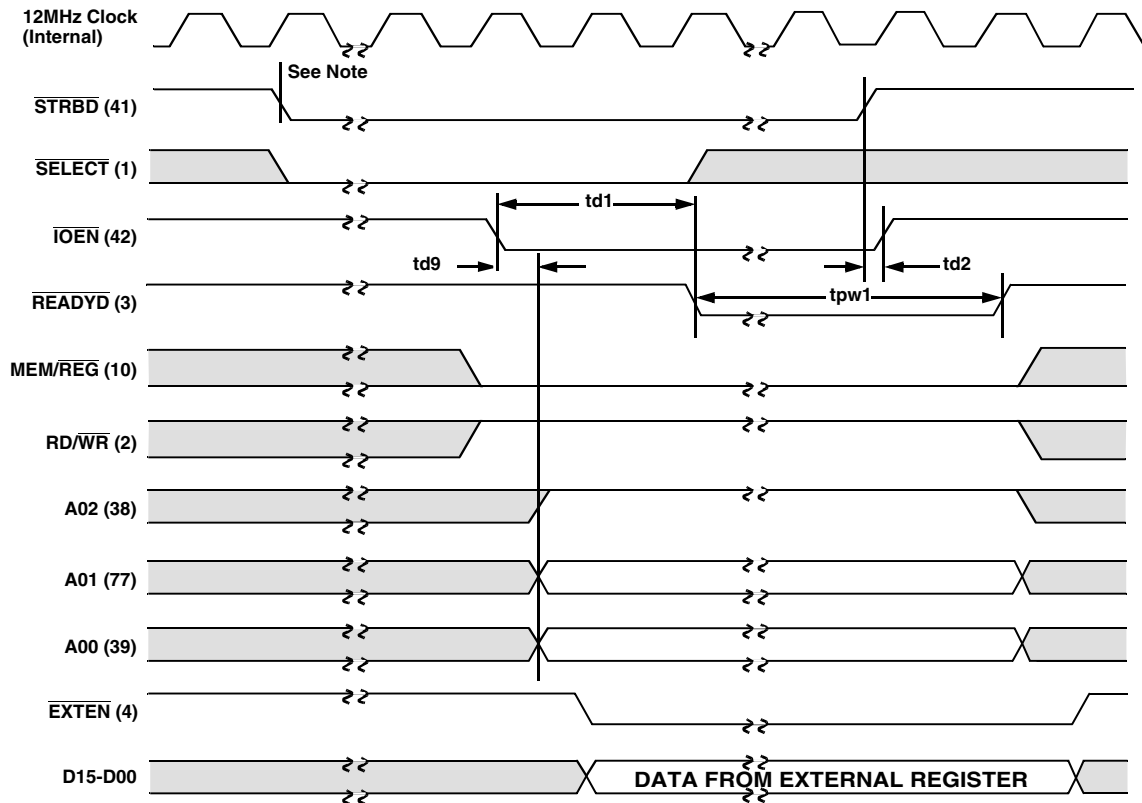 12MHz Clock
(Internal)
See Note
STRBD (41)
SELECT (1)
td1
IOEN (42)
td9
td2
READYD (3)
tpw1
MEM/REG (10)
RD/WR (2)
A02 (38)
A01 (77)
A00 (39)
EXTEN (4)
D15-D00
DATA FROM EXTERNAL REGISTER